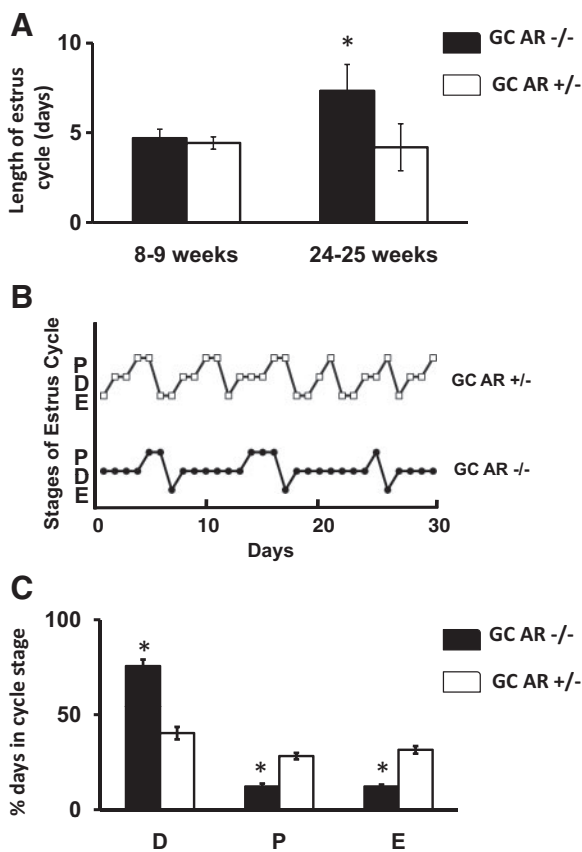 A
Length of estrus
cycle (days)
10
5
0
*
GC AR -/-
GC AR +/-
8-9 weeks
24-25 weeks
B
Stages of Estrus Cycle
P
D
E
GC AR +/-
P
D
E
GC AR -/-
0
10
20
30
Days
C
% days in cycle stage
100
50
0
*
*
*
GC AR -/-
GC AR +/-
D
P
E